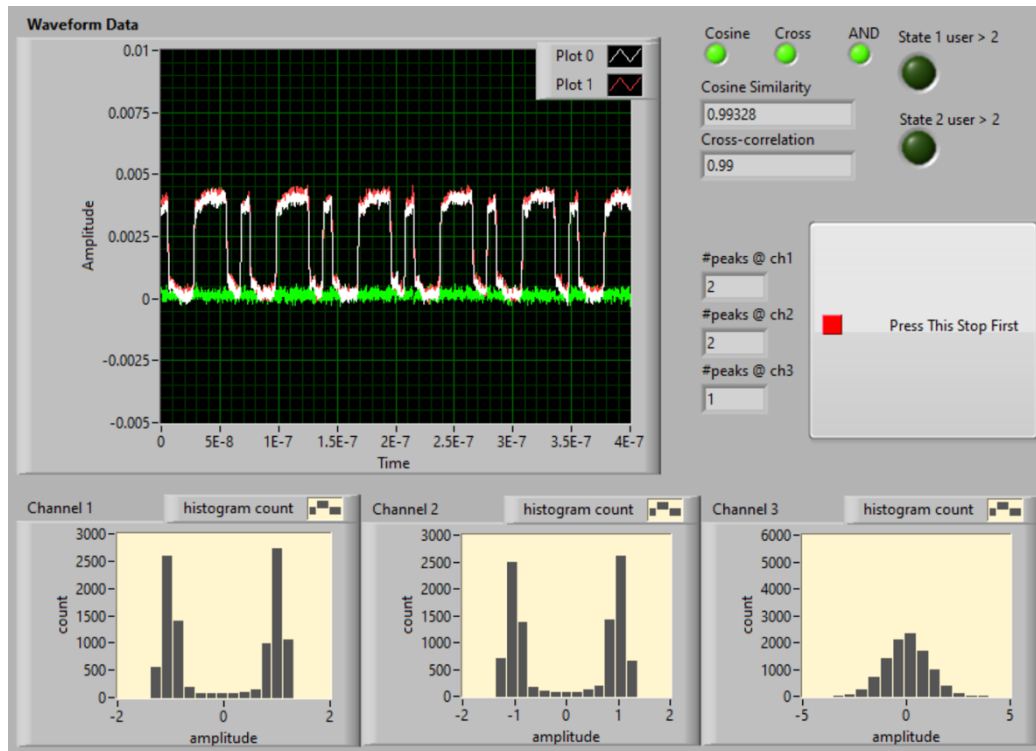 Waveform Data
Plot 0
Plot 1
0.01
0.0075
0.005
0.0025
0
-0.0025
-0.005
Amplitude
0 5E-8 1E-7 1.5E-7 2E-7 2.5E-7 3E-7 3.5E-7 4E-7
Time
Cosine Cross AND State 1 user > 2
Cosine Similarity
0.99328
State 2 user > 2
Cross-correlation
0.99
#peaks @ ch1
2
#peaks @ ch2
2
#peaks @ ch3
1
Press This Stop First
Channel 1 histogram count
3000
2500
2000
1500
1000
500
0
count
-2 0 2
amplitude
Channel 2 histogram count
3000
2500
2000
1500
1000
500
0
count
-2 -1 0 1 2
amplitude
Channel 3 histogram count
6000
5000
4000
3000
2000
1000
0
count
-5 0 5
amplitude